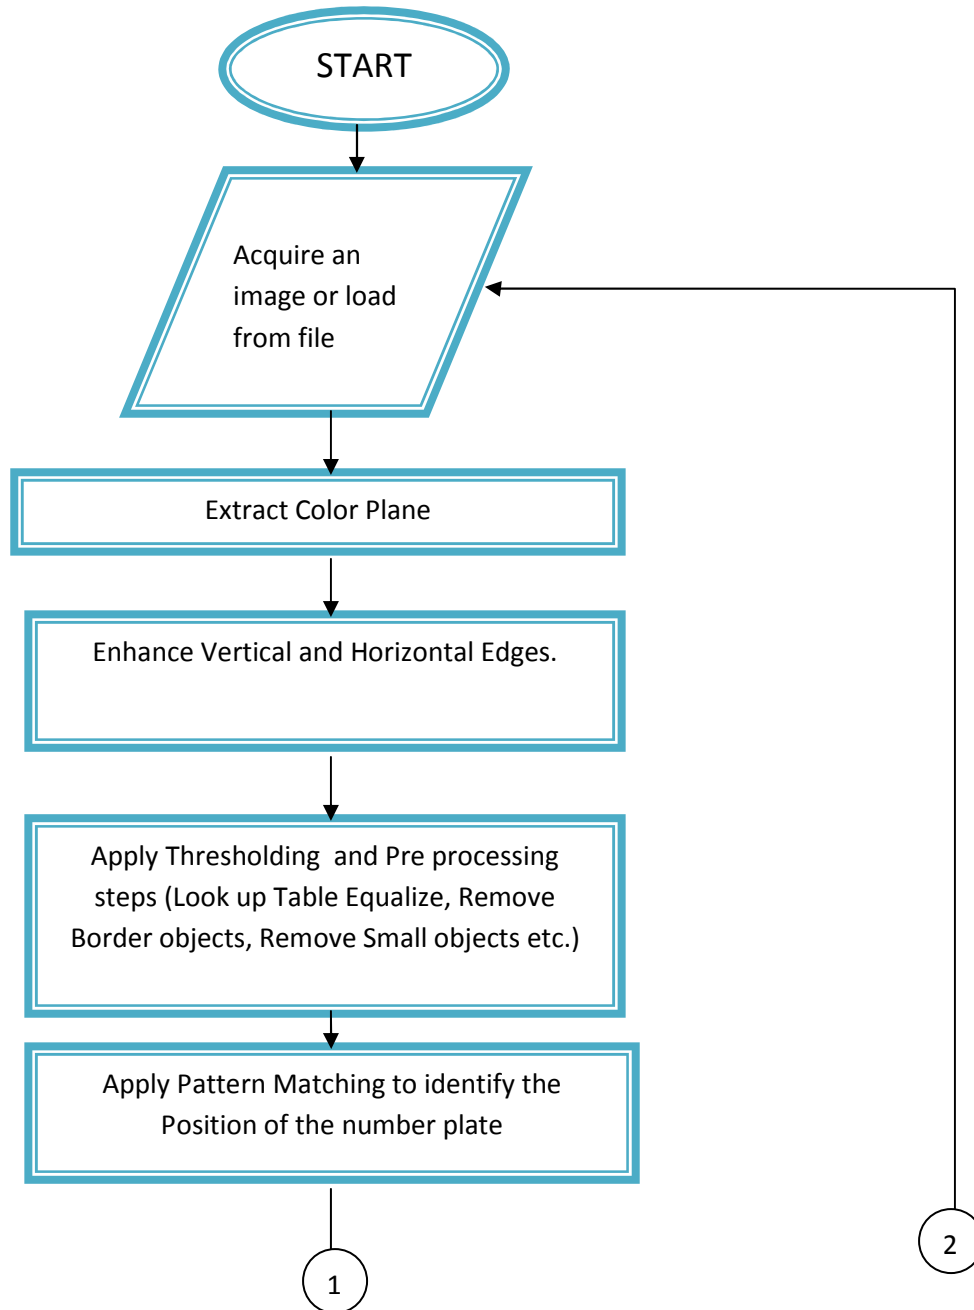 START
Acquire an
image or load
from file
Extract Color Plane
Enhance Vertical and Horizontal Edges.
Apply Thresholding  and Pre processing
steps (Look up Table Equalize, Remove
Border objects, Remove Small objects etc.)
Apply Pattern Matching to identify the
Position of the number plate
2
1